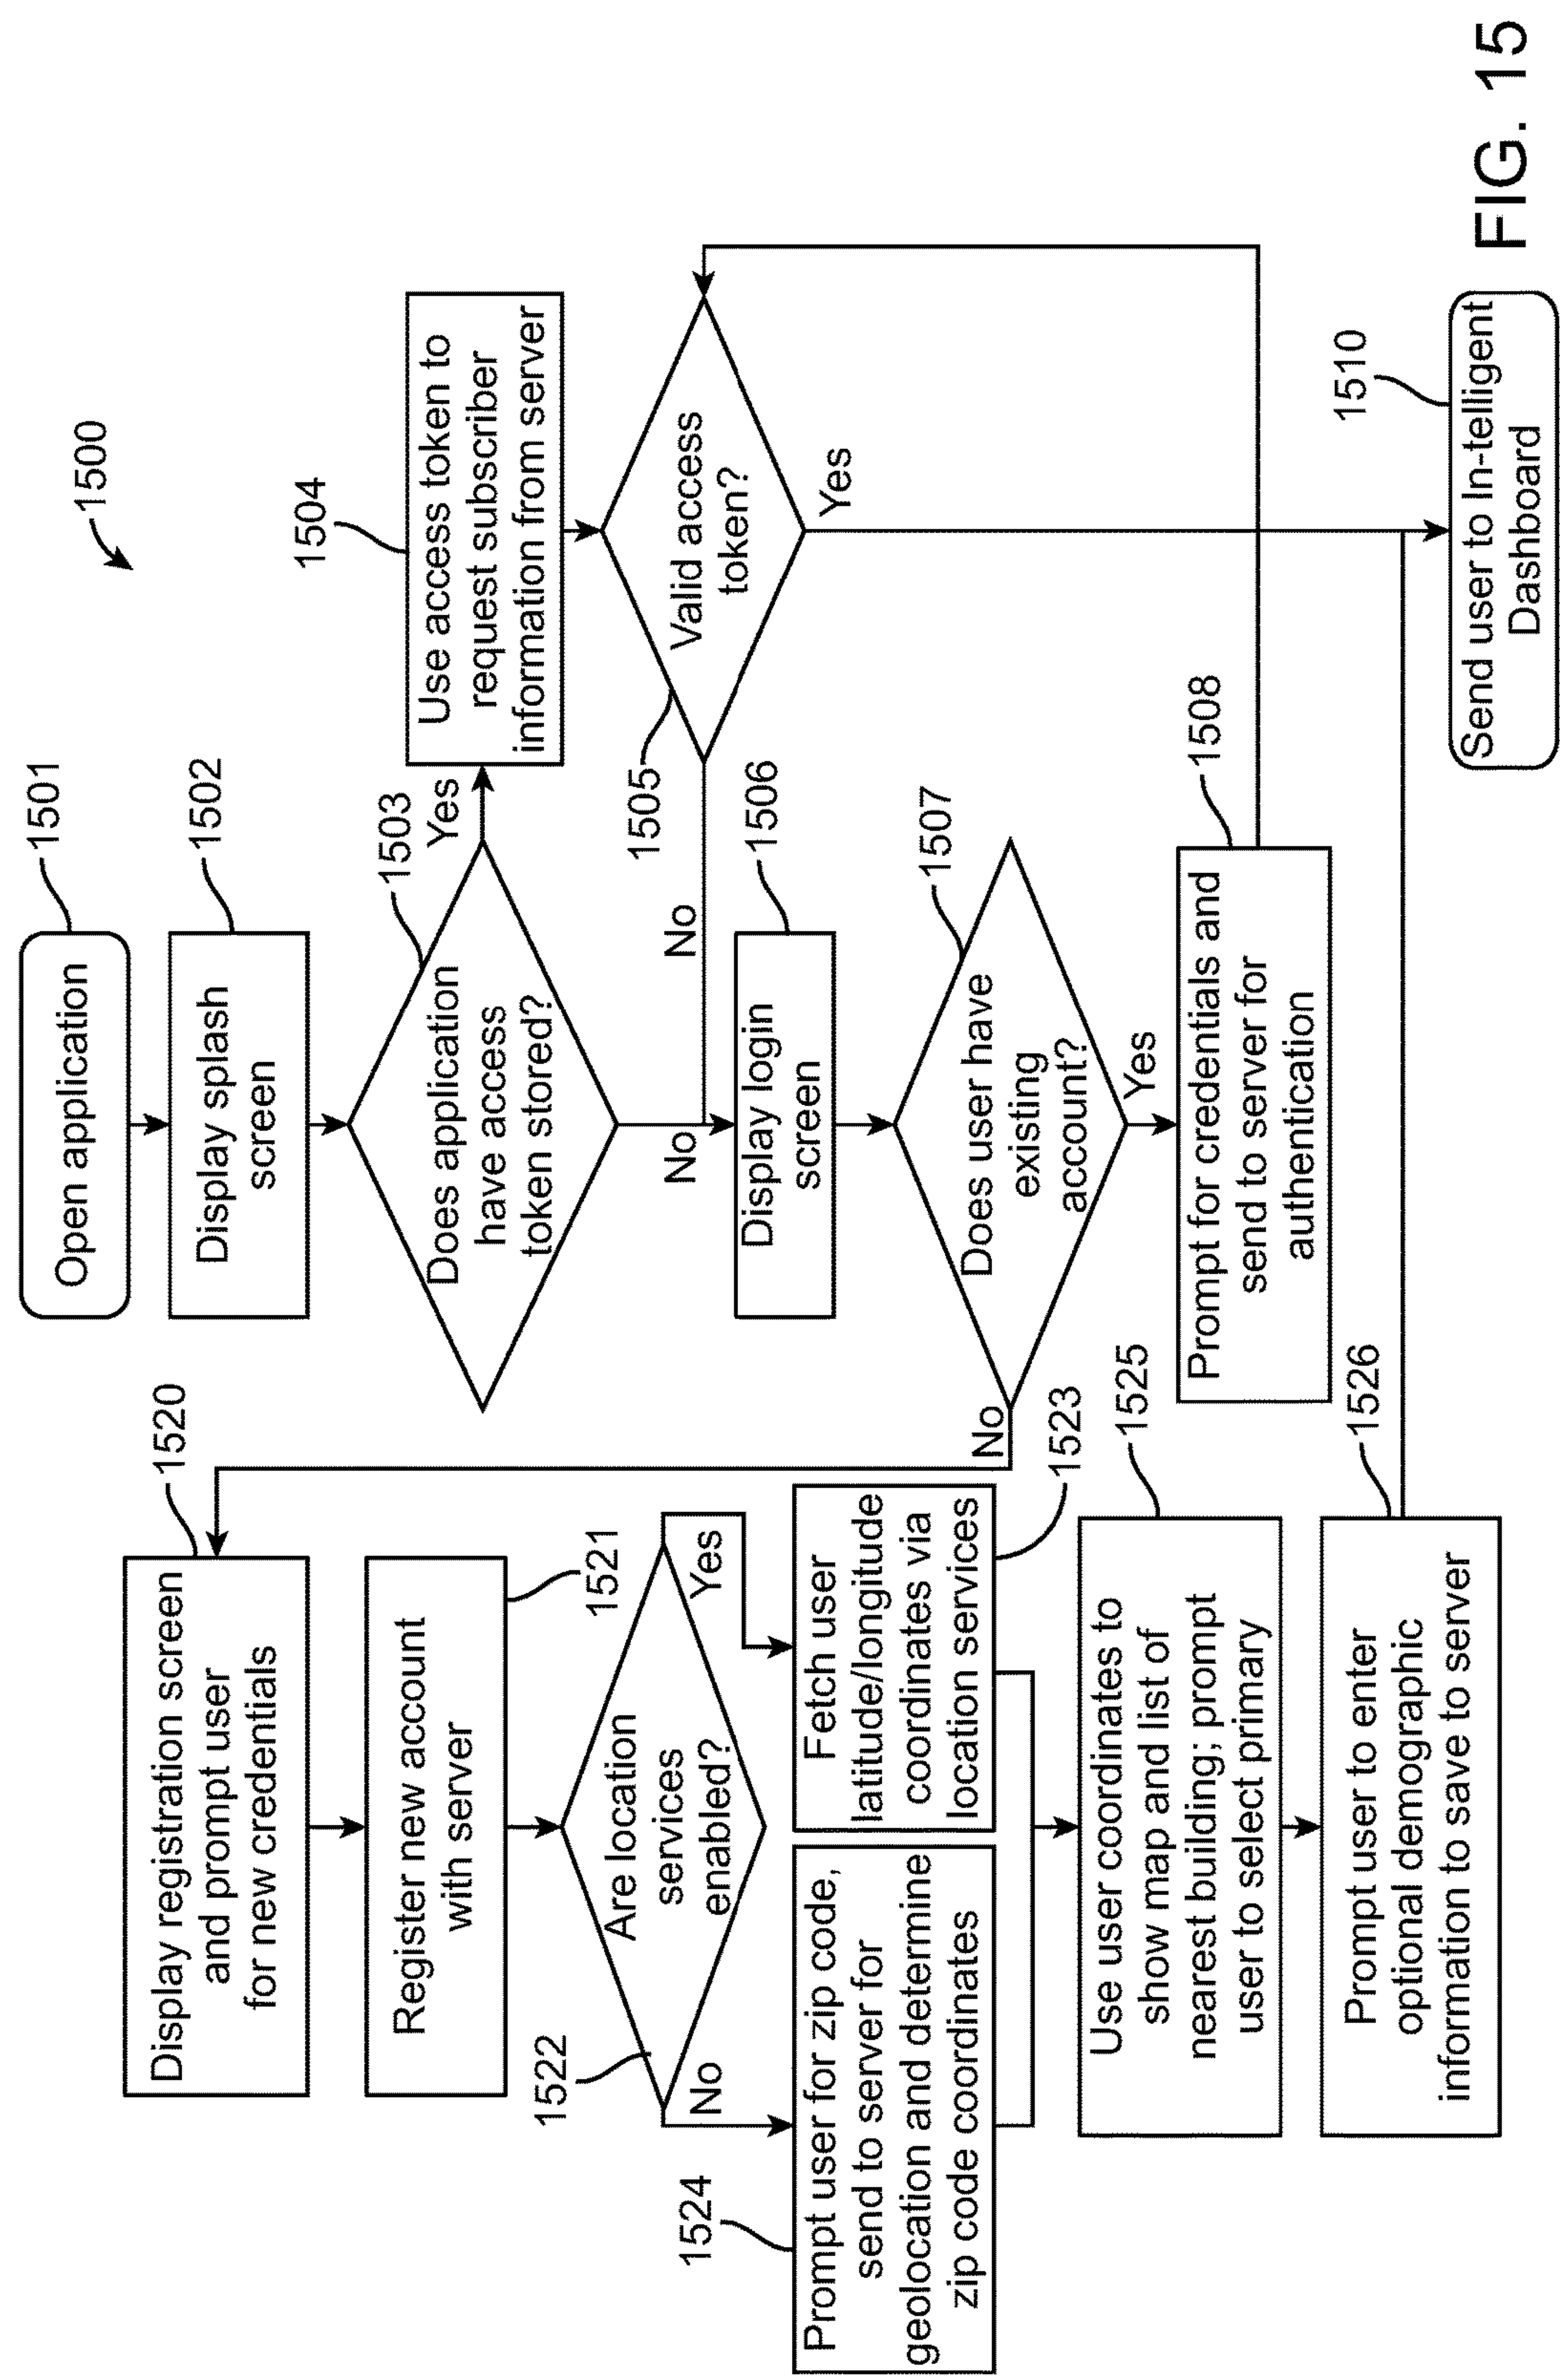 1500
1501
Open application
1502
Display splash
screen
1503
Does application
have access
token stored?
Yes
No
1504
Use access token to
request subscriber
information from server
1505
Valid access
token?
No
Yes
1506
Display login
screen
1507
Does user have
existing
account?
No
Yes
1508
Prompt for credentials and
send to server for
authentication
1510
Send user to In-telligent
Dashboard
1520
Display registration screen
and prompt user
for new credentials
1521
Register new account
with server
1522
Are location
services
enabled?
No
Yes
1524
Prompt user for zip code,
send to server for
geolocation and determine
zip code coordinates
1523
Fetch user
latitude/longitude
coordinates via
location services
1525
Use user coordinates to
show map and list of
nearest building; prompt
user to select primary
1526
Prompt user to enter
optional demographic
information to save to server
FIG. 15